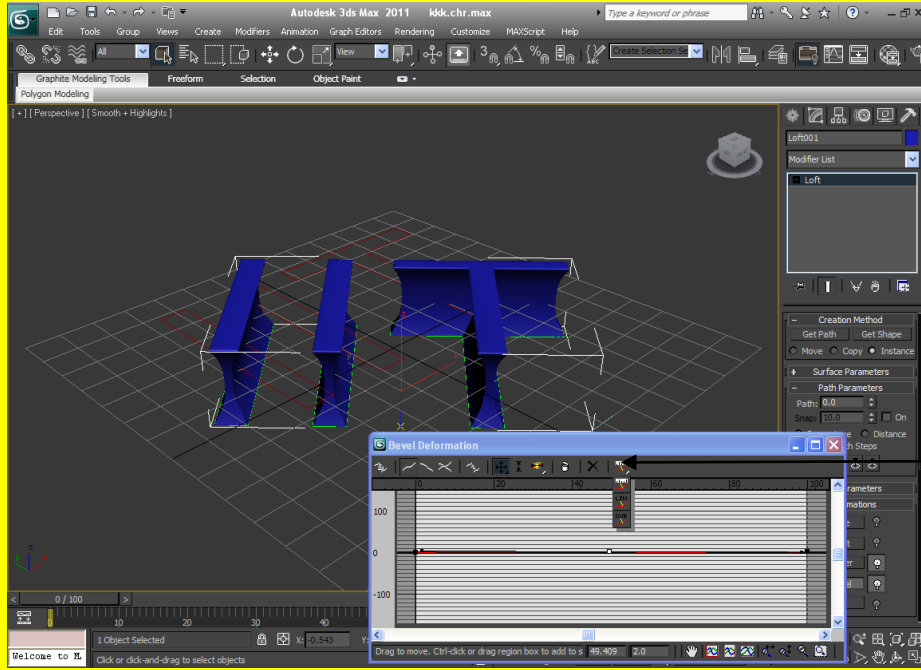 Autodesk 3ds Max 2011 kkk.chr.max
Type a keyword or phrase
Edit Tools Group Views Create Modifiers Animation Graph Editors Rendering Customize MAXScript Help
All
View
3
Create Selection Se
Graphite Modeling Tools Freeform Selection Object Paint
Polygon Modeling
[ + ] [ Perspective ] [ Smooth + Highlights ]
Loft001
Modifier List
Loft
Creation Method
Get Path Get Shape
Move Copy Instance
Surface Parameters
Path Parameters
Path: 0.0
Snap: 10.0 On
Distance
h Steps
Bevel Deformation
0 20 40 60 80 100
100
0
-100
LIN
CUB
rameters
mations
Drag to move. Ctrl-click or drag region box to add to s 49.409 2.0
z
0 / 100
0 10 20 30 40
1 Object Selected X: -0.543 Y:
Welcome to M
Click or click-and-drag to select objects